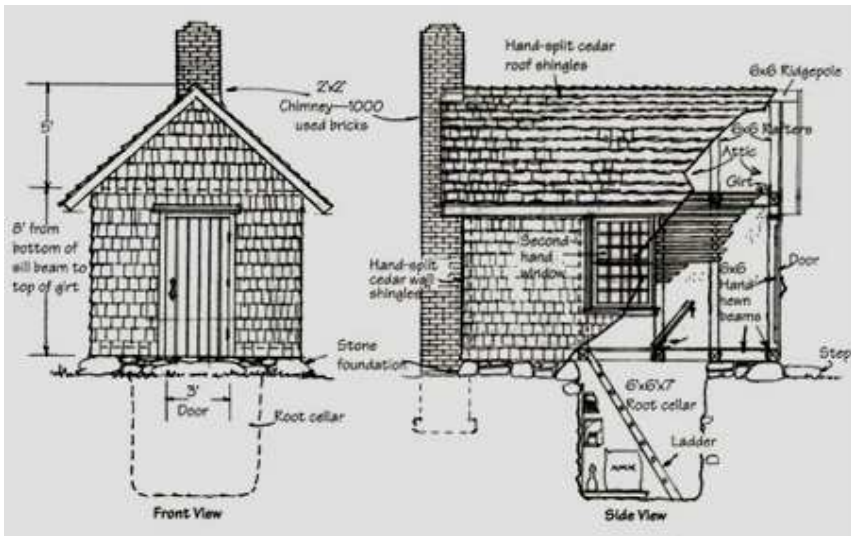 Hand-split cedar
roof shingles
6x6 Ridgepole
2'x2'
Chimney—1000
used bricks
6x6 Rafters
5'
Attic
Girt
8' from
bottom of
sill beam to
top of girt
Second-
hand
window
Hand-split
cedar wall
shingles
Door
6x6
Hand-
hewn
beams
Stone
foundation
Step
3'
Door
Root cellar
6'x6'x7'
Root cellar
Ladder
Front View
Side View